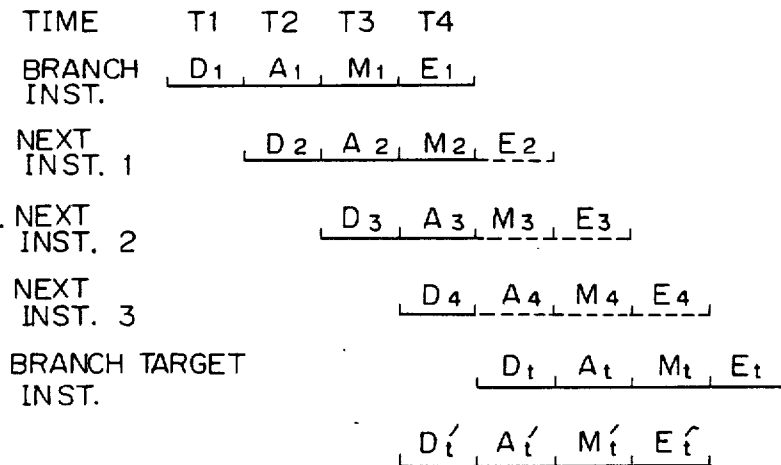 TIME T1 T2 T3 T4
BRANCH D1 A1 M1 E1
INST.
NEXT D2 A2 M2 E2
INST. 1
NEXT D3 A3 M3 E3
INST. 2
NEXT D4 A4 M4 E4
INST. 3
BRANCH TARGET Dt At Mt Et
INST.
Dt′ At′ Mt′ Et′